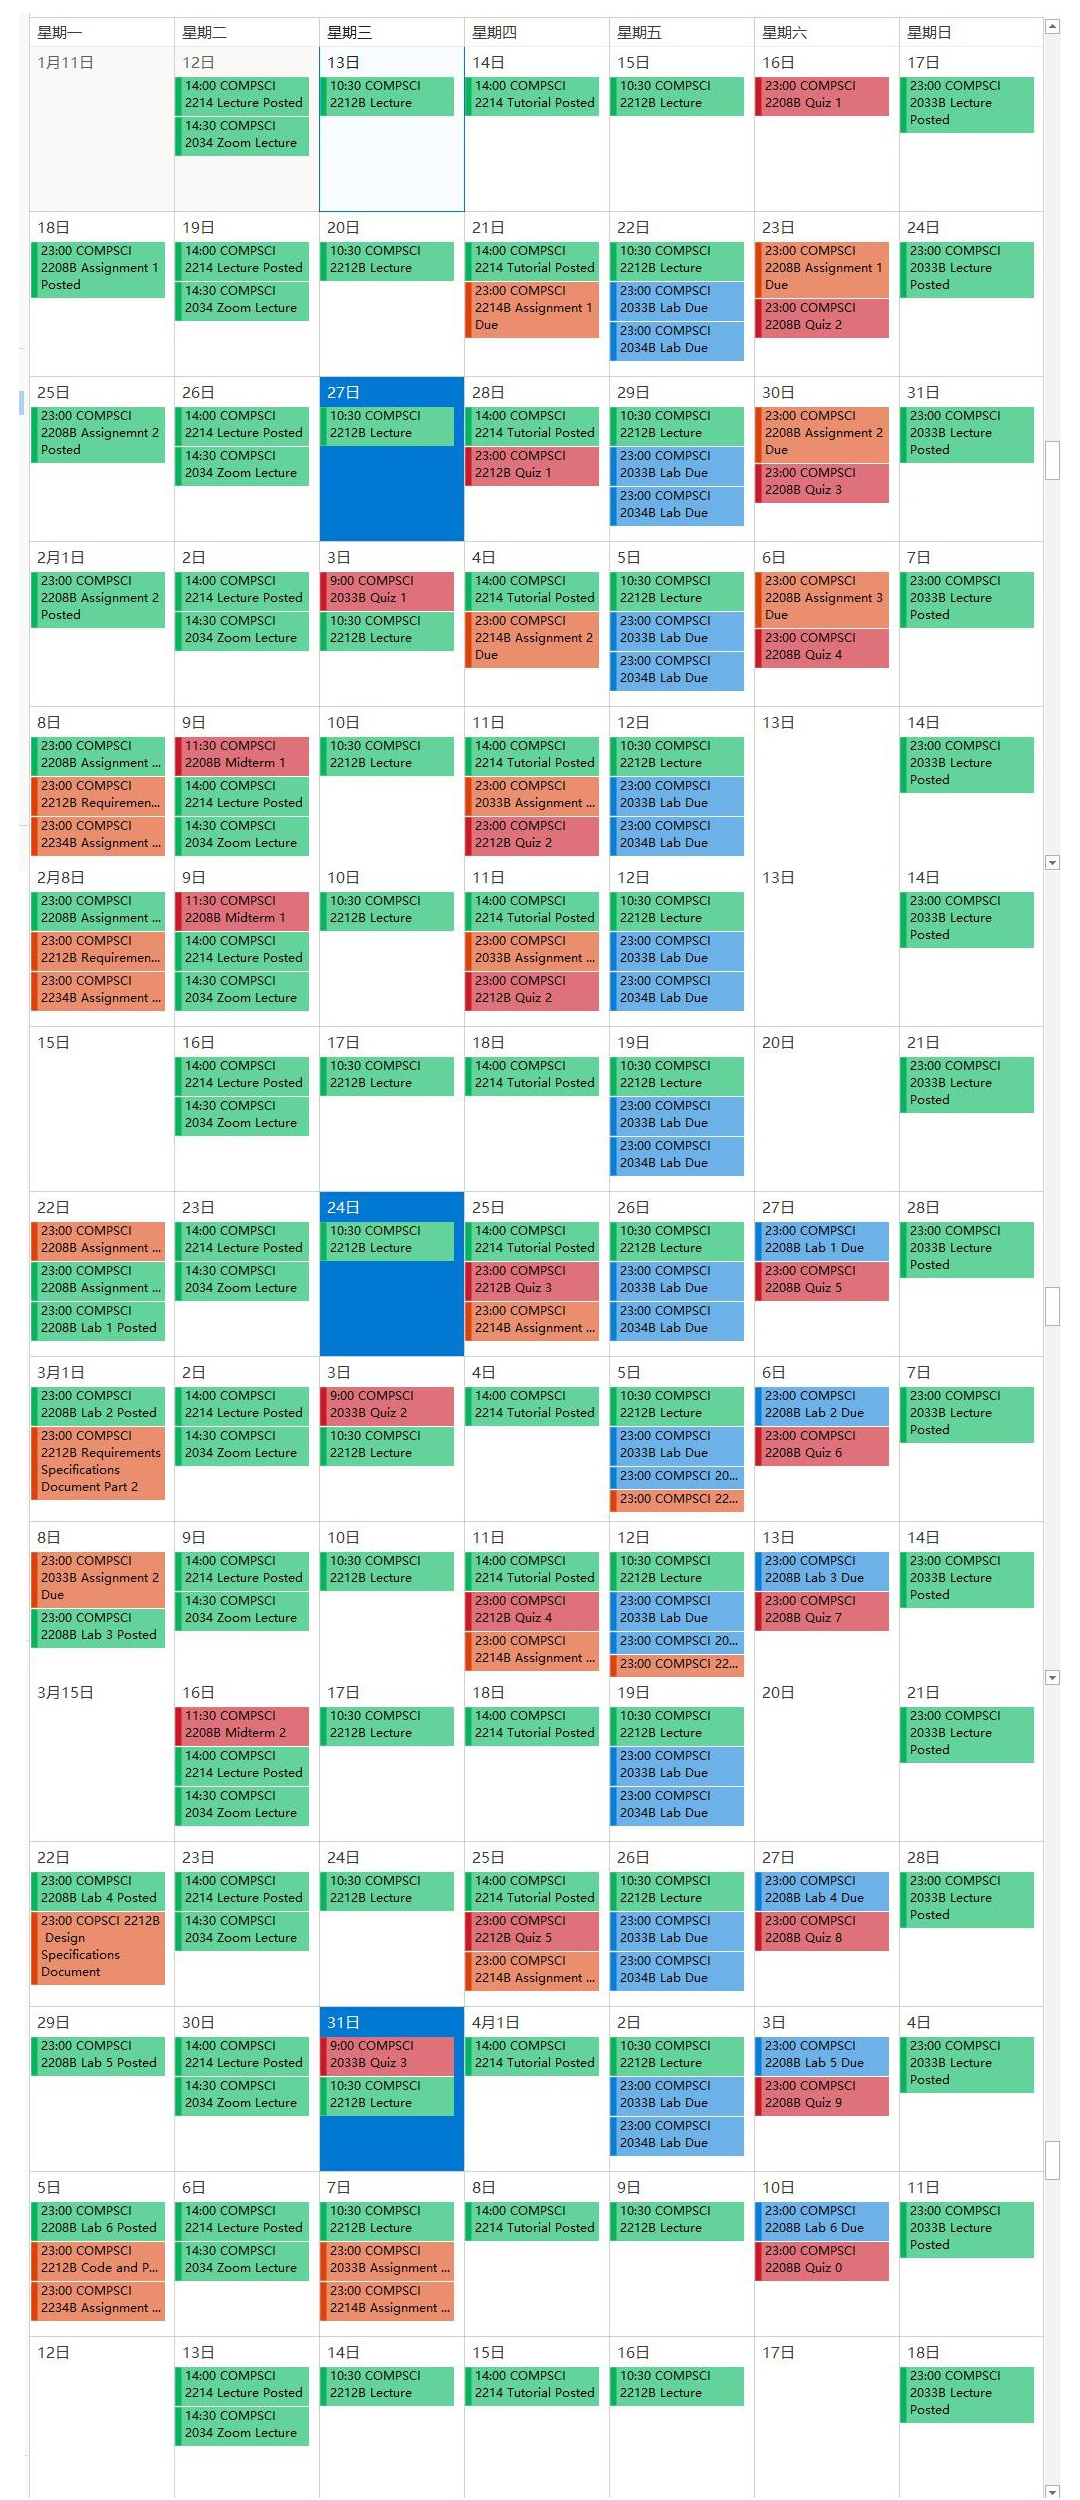 星期一
星期二
星期三
星期四
星期五
星期六
星期日
1月11日
12日
14:00 COMPSCI
2214 Lecture Posted
14:30 COMPSCI
2034 Zoom Lecture
13日
10:30 COMPSCI
2212B Lecture
14日
14:00 COMPSCI
2214 Tutorial Posted
15日
10:30 COMPSCI
2212B Lecture
16日
23:00 COMPSCI
2208B Quiz 1
17日
23:00 COMPSCI
2033B Lecture
Posted
18日
23:00 COMPSCI
2208B Assignment 1
Posted
19日
14:00 COMPSCI
2214 Lecture Posted
14:30 COMPSCI
2034 Zoom Lecture
20日
10:30 COMPSCI
2212B Lecture
21日
14:00 COMPSCI
2214 Tutorial Posted
23:00 COMPSCI
2214B Assignment 1
Due
22日
10:30 COMPSCI
2212B Lecture
23:00 COMPSCI
2033B Lab Due
23:00 COMPSCI
2034B Lab Due
23日
23:00 COMPSCI
2208B Assignment 1
Due
23:00 COMPSCI
2208B Quiz 2
24日
23:00 COMPSCI
2033B Lecture
Posted
25日
23:00 COMPSCI
2208B Assignemnt 2
Posted
26日
14:00 COMPSCI
2214 Lecture Posted
14:30 COMPSCI
2034 Zoom Lecture
27日
10:30 COMPSCI
2212B Lecture
28日
14:00 COMPSCI
2214 Tutorial Posted
23:00 COMPSCI
2212B Quiz 1
29日
10:30 COMPSCI
2212B Lecture
23:00 COMPSCI
2033B Lab Due
23:00 COMPSCI
2034B Lab Due
30日
23:00 COMPSCI
2208B Assignment 2
Due
23:00 COMPSCI
2208B Quiz 3
31日
23:00 COMPSCI
2033B Lecture
Posted
2月1日
23:00 COMPSCI
2208B Assignment 2
Posted
2日
14:00 COMPSCI
2214 Lecture Posted
14:30 COMPSCI
2034 Zoom Lecture
3日
9:00 COMPSCI
2033B Quiz 1
10:30 COMPSCI
2212B Lecture
4日
14:00 COMPSCI
2214 Tutorial Posted
23:00 COMPSCI
2214B Assignment 2
Due
5日
10:30 COMPSCI
2212B Lecture
23:00 COMPSCI
2033B Lab Due
23:00 COMPSCI
2034B Lab Due
6日
23:00 COMPSCI
2208B Assignment 3
Due
23:00 COMPSCI
2208B Quiz 4
7日
23:00 COMPSCI
2033B Lecture
Posted
8日
23:00 COMPSCI
2208B Assignment ...
23:00 COMPSCI
2212B Requiremen...
23:00 COMPSCI
2234B Assignment ...
9日
11:30 COMPSCI
2208B Midterm 1
14:00 COMPSCI
2214 Lecture Posted
14:30 COMPSCI
2034 Zoom Lecture
10日
10:30 COMPSCI
2212B Lecture
11日
14:00 COMPSCI
2214 Tutorial Posted
23:00 COMPSCI
2033B Assignment ...
23:00 COMPSCI
2212B Quiz 2
12日
10:30 COMPSCI
2212B Lecture
23:00 COMPSCI
2033B Lab Due
23:00 COMPSCI
2034B Lab Due
13日
14日
23:00 COMPSCI
2033B Lecture
Posted
2月8日
23:00 COMPSCI
2208B Assignment ...
23:00 COMPSCI
2212B Requiremen...
23:00 COMPSCI
2234B Assignment ...
9日
11:30 COMPSCI
2208B Midterm 1
14:00 COMPSCI
2214 Lecture Posted
14:30 COMPSCI
2034 Zoom Lecture
10日
10:30 COMPSCI
2212B Lecture
11日
14:00 COMPSCI
2214 Tutorial Posted
23:00 COMPSCI
2033B Assignment ...
23:00 COMPSCI
2212B Quiz 2
12日
10:30 COMPSCI
2212B Lecture
23:00 COMPSCI
2033B Lab Due
23:00 COMPSCI
2034B Lab Due
13日
14日
23:00 COMPSCI
2033B Lecture
Posted
15日
16日
14:00 COMPSCI
2214 Lecture Posted
14:30 COMPSCI
2034 Zoom Lecture
17日
10:30 COMPSCI
2212B Lecture
18日
14:00 COMPSCI
2214 Tutorial Posted
19日
10:30 COMPSCI
2212B Lecture
23:00 COMPSCI
2033B Lab Due
23:00 COMPSCI
2034B Lab Due
20日
21日
23:00 COMPSCI
2033B Lecture
Posted
22日
23:00 COMPSCI
2208B Assignment ...
23:00 COMPSCI
2208B Assignment ...
23:00 COMPSCI
2208B Lab 1 Posted
23日
14:00 COMPSCI
2214 Lecture Posted
14:30 COMPSCI
2034 Zoom Lecture
24日
10:30 COMPSCI
2212B Lecture
25日
14:00 COMPSCI
2214 Tutorial Posted
23:00 COMPSCI
2212B Quiz 3
23:00 COMPSCI
2214B Assignment ...
26日
10:30 COMPSCI
2212B Lecture
23:00 COMPSCI
2033B Lab Due
23:00 COMPSCI
2034B Lab Due
27日
23:00 COMPSCI
2208B Lab 1 Due
23:00 COMPSCI
2208B Quiz 5
28日
23:00 COMPSCI
2033B Lecture
Posted
3月1日
23:00 COMPSCI
2208B Lab 2 Posted
23:00 COMPSCI
2212B Requirements
Specifications
Document Part 2
2日
14:00 COMPSCI
2214 Lecture Posted
14:30 COMPSCI
2034 Zoom Lecture
3日
9:00 COMPSCI
2033B Quiz 2
10:30 COMPSCI
2212B Lecture
4日
14:00 COMPSCI
2214 Tutorial Posted
5日
10:30 COMPSCI
2212B Lecture
23:00 COMPSCI
2033B Lab Due
23:00 COMPSCI 20...
23:00 COMPSCI 22...
6日
23:00 COMPSCI
2208B Lab 2 Due
23:00 COMPSCI
2208B Quiz 6
7日
23:00 COMPSCI
2033B Lecture
Posted
8日
23:00 COMPSCI
2033B Assignment 2
Due
23:00 COMPSCI
2208B Lab 3 Posted
9日
14:00 COMPSCI
2214 Lecture Posted
14:30 COMPSCI
2034 Zoom Lecture
10日
10:30 COMPSCI
2212B Lecture
11日
14:00 COMPSCI
2214 Tutorial Posted
23:00 COMPSCI
2212B Quiz 4
23:00 COMPSCI
2214B Assignment ...
12日
10:30 COMPSCI
2212B Lecture
23:00 COMPSCI
2033B Lab Due
23:00 COMPSCI 20...
23:00 COMPSCI 22...
13日
23:00 COMPSCI
2208B Lab 3 Due
23:00 COMPSCI
2208B Quiz 7
14日
23:00 COMPSCI
2033B Lecture
Posted
3月15日
16日
11:30 COMPSCI
2208B Midterm 2
14:00 COMPSCI
2214 Lecture Posted
14:30 COMPSCI
2034 Zoom Lecture
17日
10:30 COMPSCI
2212B Lecture
18日
14:00 COMPSCI
2214 Tutorial Posted
19日
10:30 COMPSCI
2212B Lecture
23:00 COMPSCI
2033B Lab Due
23:00 COMPSCI
2034B Lab Due
20日
21日
23:00 COMPSCI
2033B Lecture
Posted
22日
23:00 COMPSCI
2208B Lab 4 Posted
23:00 COPSCI 2212B
Design
Specifications
Document
23日
14:00 COMPSCI
2214 Lecture Posted
14:30 COMPSCI
2034 Zoom Lecture
24日
10:30 COMPSCI
2212B Lecture
25日
14:00 COMPSCI
2214 Tutorial Posted
23:00 COMPSCI
2212B Quiz 5
23:00 COMPSCI
2214B Assignment ...
26日
10:30 COMPSCI
2212B Lecture
23:00 COMPSCI
2033B Lab Due
23:00 COMPSCI
2034B Lab Due
27日
23:00 COMPSCI
2208B Lab 4 Due
23:00 COMPSCI
2208B Quiz 8
28日
23:00 COMPSCI
2033B Lecture
Posted
29日
23:00 COMPSCI
2208B Lab 5 Posted
30日
14:00 COMPSCI
2214 Lecture Posted
14:30 COMPSCI
2034 Zoom Lecture
31日
9:00 COMPSCI
2033B Quiz 3
10:30 COMPSCI
2212B Lecture
4月1日
14:00 COMPSCI
2214 Tutorial Posted
2日
10:30 COMPSCI
2212B Lecture
23:00 COMPSCI
2033B Lab Due
23:00 COMPSCI
2034B Lab Due
3日
23:00 COMPSCI
2208B Lab 5 Due
23:00 COMPSCI
2208B Quiz 9
4日
23:00 COMPSCI
2033B Lecture
Posted
5日
23:00 COMPSCI
2208B Lab 6 Posted
23:00 COMPSCI
2212B Code and P...
23:00 COMPSCI
2234B Assignment ...
6日
14:00 COMPSCI
2214 Lecture Posted
14:30 COMPSCI
2034 Zoom Lecture
7日
10:30 COMPSCI
2212B Lecture
23:00 COMPSCI
2033B Assignment ...
23:00 COMPSCI
2214B Assignment ...
8日
14:00 COMPSCI
2214 Tutorial Posted
9日
10:30 COMPSCI
2212B Lecture
10日
23:00 COMPSCI
2208B Lab 6 Due
23:00 COMPSCI
2208B Quiz 0
11日
23:00 COMPSCI
2033B Lecture
Posted
12日
13日
14:00 COMPSCI
2214 Lecture Posted
14:30 COMPSCI
2034 Zoom Lecture
14日
10:30 COMPSCI
2212B Lecture
15日
14:00 COMPSCI
2214 Tutorial Posted
16日
10:30 COMPSCI
2212B Lecture
17日
18日
23:00 COMPSCI
2033B Lecture
Posted